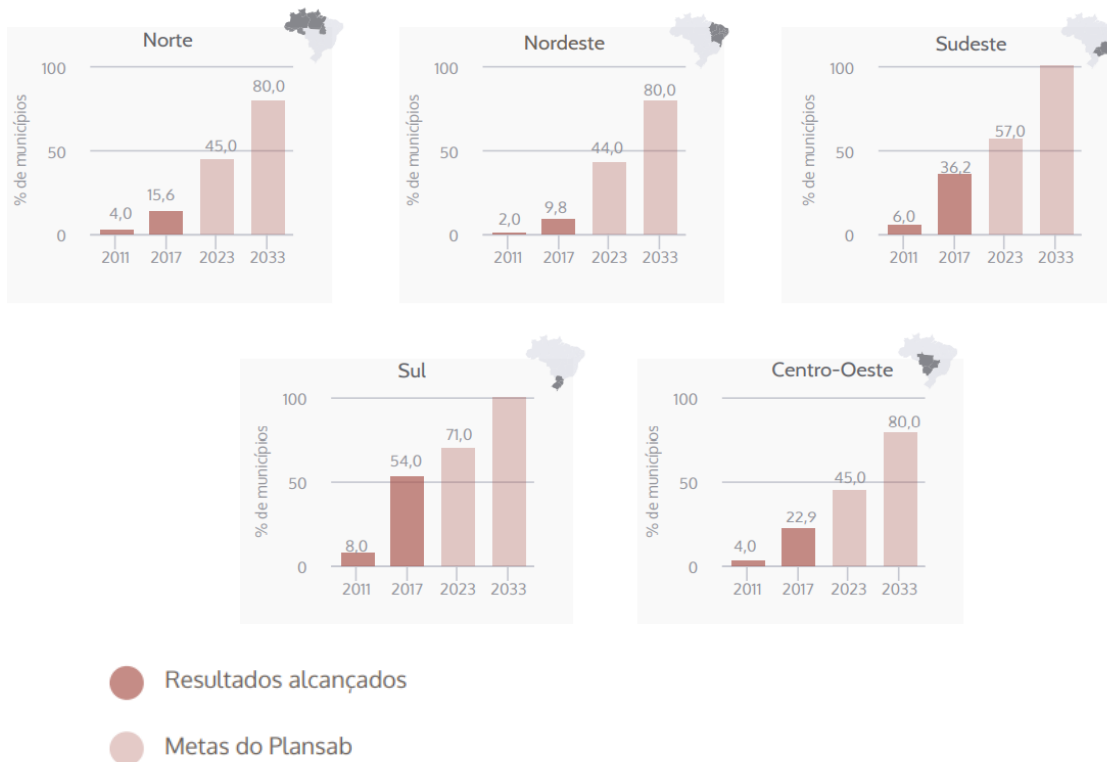 Norte
% de municípios
100
50
0
4,0
15,6
45,0
80,0
2011 2017 2023 2033
Nordeste
% de municípios
100
50
0
2,0
9,8
44,0
80,0
2011 2017 2023 2033
Sudeste
% de municípios
100
50
0
6,0
36,2
57,0
2011 2017 2023 2033
Sul
% de municípios
100
50
0
8,0
54,0
71,0
2011 2017 2023 2033
Centro-Oeste
% de municípios
100
50
0
4,0
22,9
45,0
80,0
2011 2017 2023 2033
Resultados alcançados
Metas do Plansab